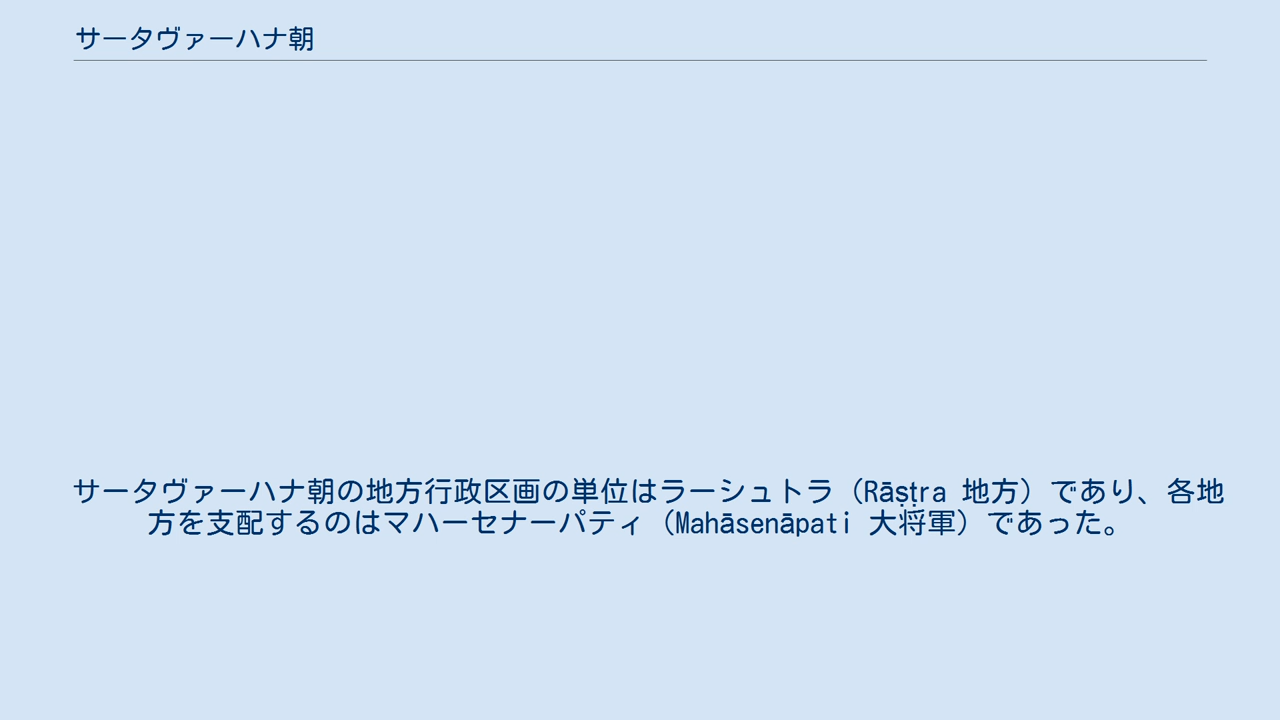 サータヴァーハナ朝
サータヴァーハナ朝の地方行政区画の単位はラーシュトラ（Rāṣṭra 地方）であり、各地
方を支配するのはマハーセナーパティ（Mahāsenāpati 大将軍）であった。